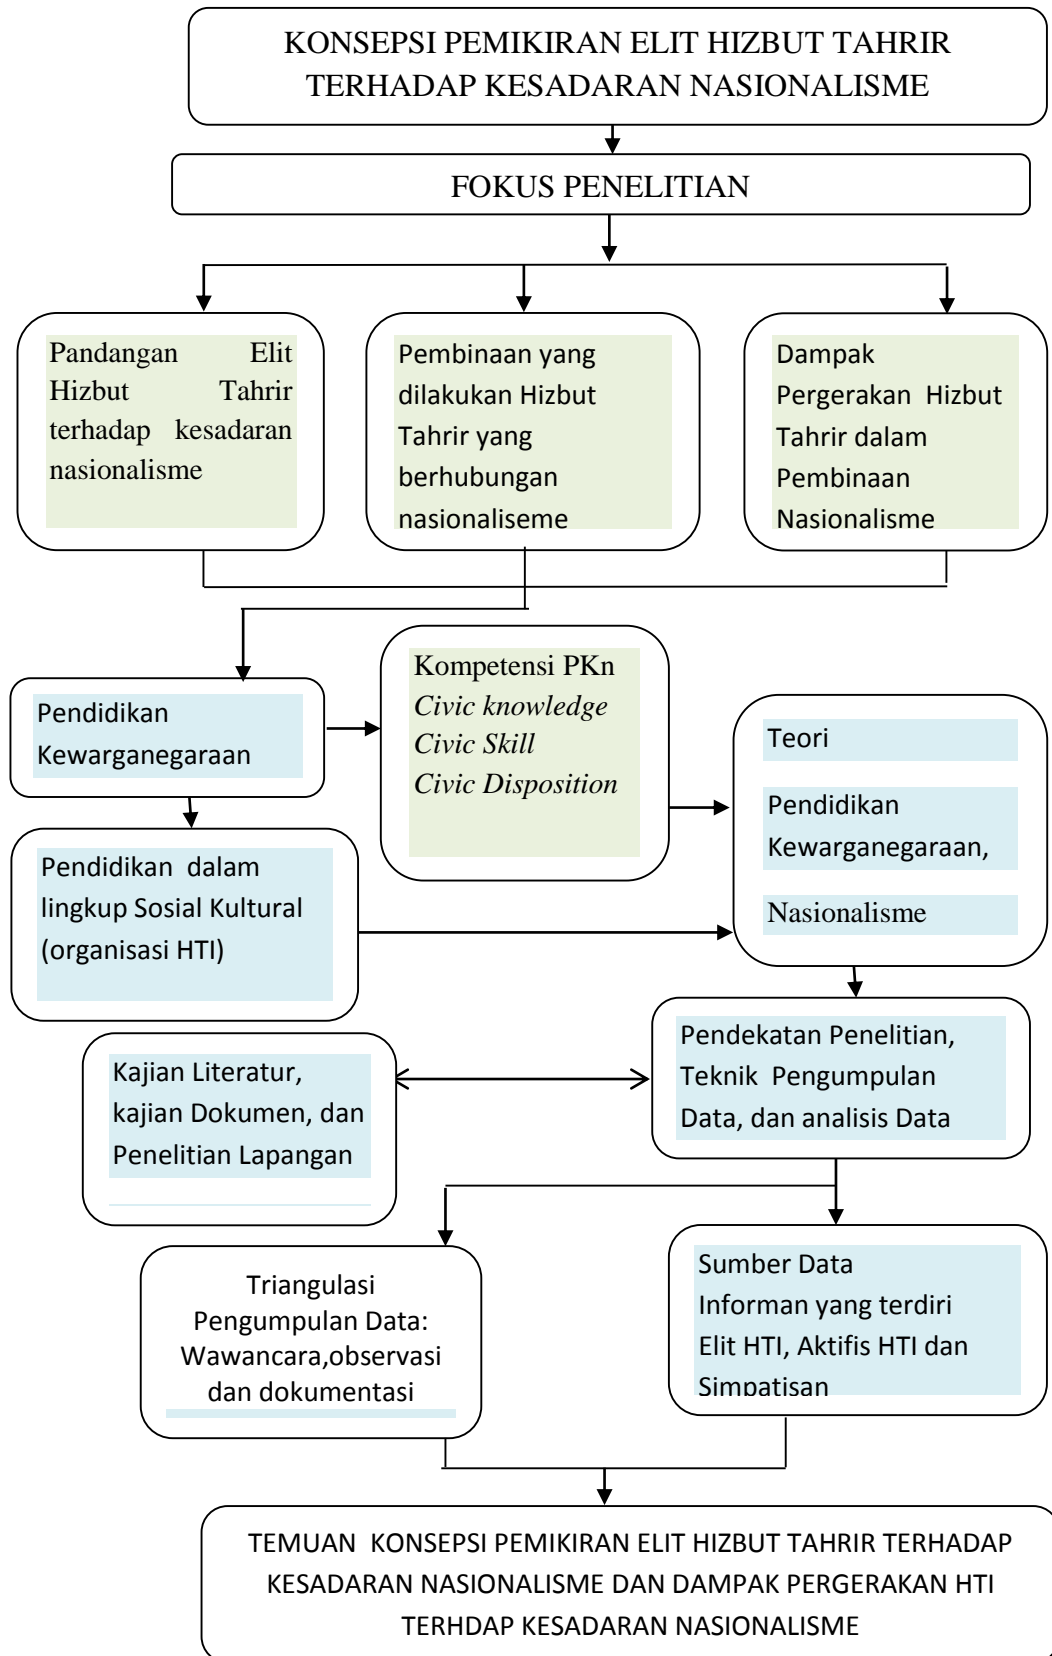 KONSEPSI PEMIKIRAN ELIT HIZBUT TAHRIR
TERHADAP KESADARAN NASIONALISME
FOKUS PENELITIAN
Pandangan Elit
Hizbut Tahrir
terhadap kesadaran
nasionalisme
Pembinaan yang
dilakukan Hizbut
Tahrir yang
berhubungan
nasionaliseme
Dampak
Pergerakan Hizbut
Tahrir dalam
Pembinaan
Nasionalisme
Pendidikan
Kewarganegaraan
Kompetensi PKn
Civic knowledge
Civic Skill
Civic Disposition
Teori
Pendidikan
Kewarganegaraan,
Nasionalisme
Pendidikan dalam
lingkup Sosial Kultural
(organisasi HTI)
Pendekatan Penelitian,
Teknik Pengumpulan
Data, dan analisis Data
Kajian Literatur,
kajian Dokumen, dan
Penelitian Lapangan
Triangulasi
Pengumpulan Data:
Wawancara,observasi
dan dokumentasi
Sumber Data
Informan yang terdiri
Elit HTI, Aktifis HTI dan
Simpatisan
TEMUAN KONSEPSI PEMIKIRAN ELIT HIZBUT TAHRIR TERHADAP
KESADARAN NASIONALISME DAN DAMPAK PERGERAKAN HTI
TERHDAP KESADARAN NASIONALISME